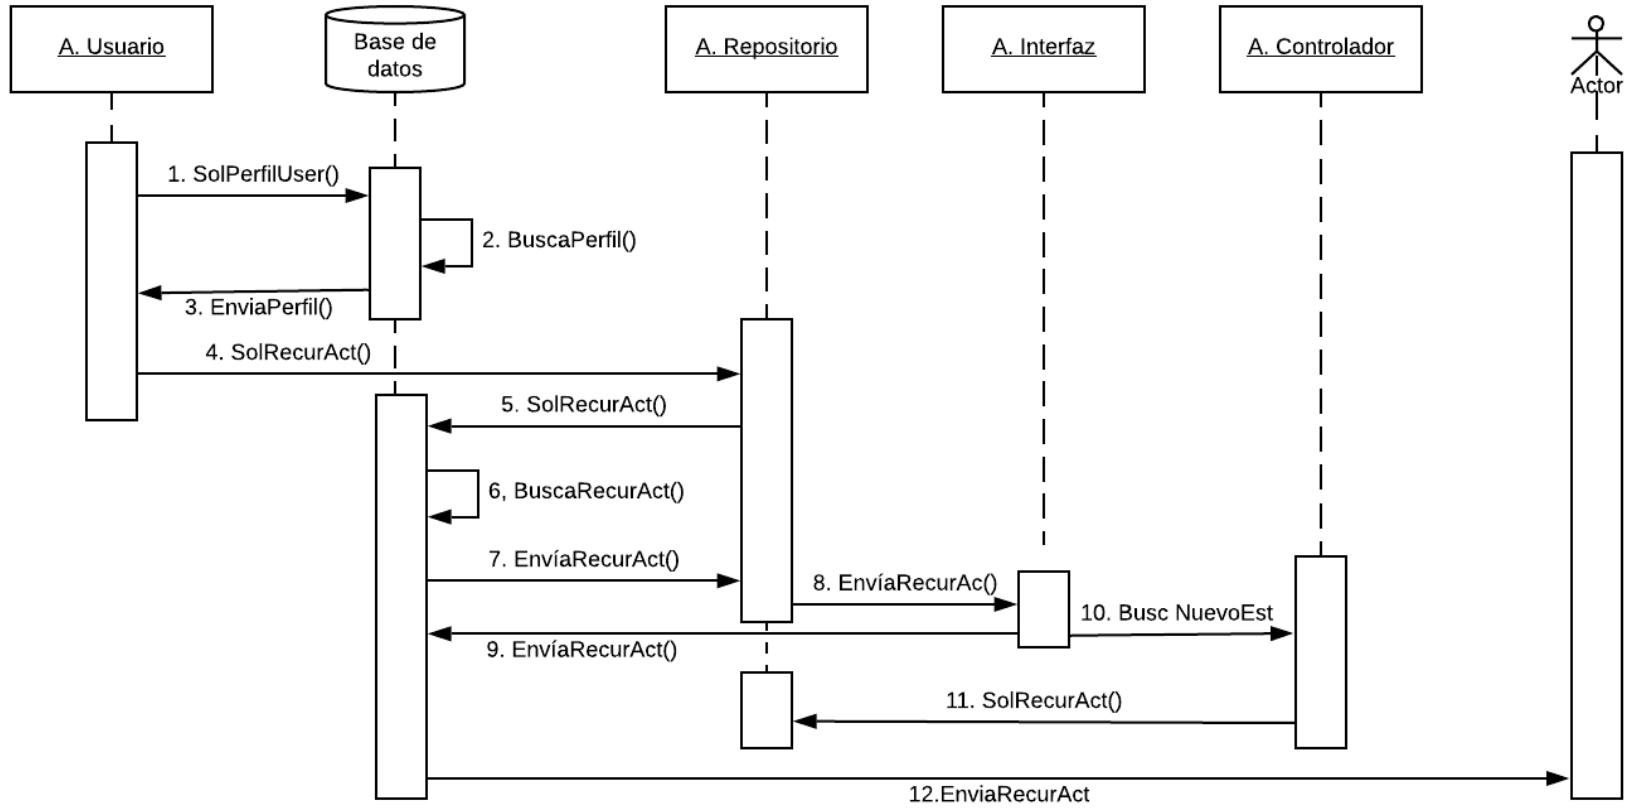 A. Usuario
Base de
datos
A. Repositorio
A. Interfaz
A. Controlador
Actor
1. SolPerfilUser()
2. BuscaPerfil()
3. EnviaPerfil()
4. SolRecurAct()
5. SolRecurAct()
6, BuscaRecurAct()
7. EnvíaRecurAct()
8. EnvíaRecurAc()
10. Busc NuevoEst
9. EnvíaRecurAct()
11. SolRecurAct()
12.EnviaRecurAct